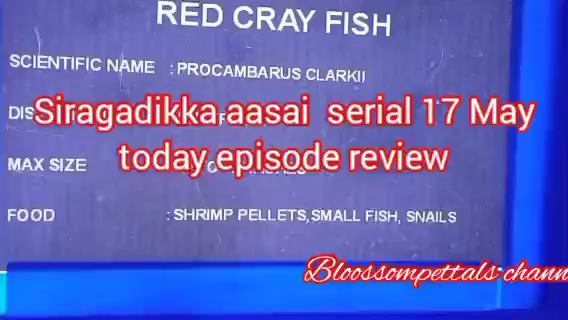 RED CRAY FISH
SCIENTIFIC NAME : PROCAMBARUS CLARKII
Siragadikka aasai serial 17 May
today episode review
MAX SIZE
FOOD : SHRIMP PELLETS,SMALL FISH, SNAILS
Bloossompettals chann